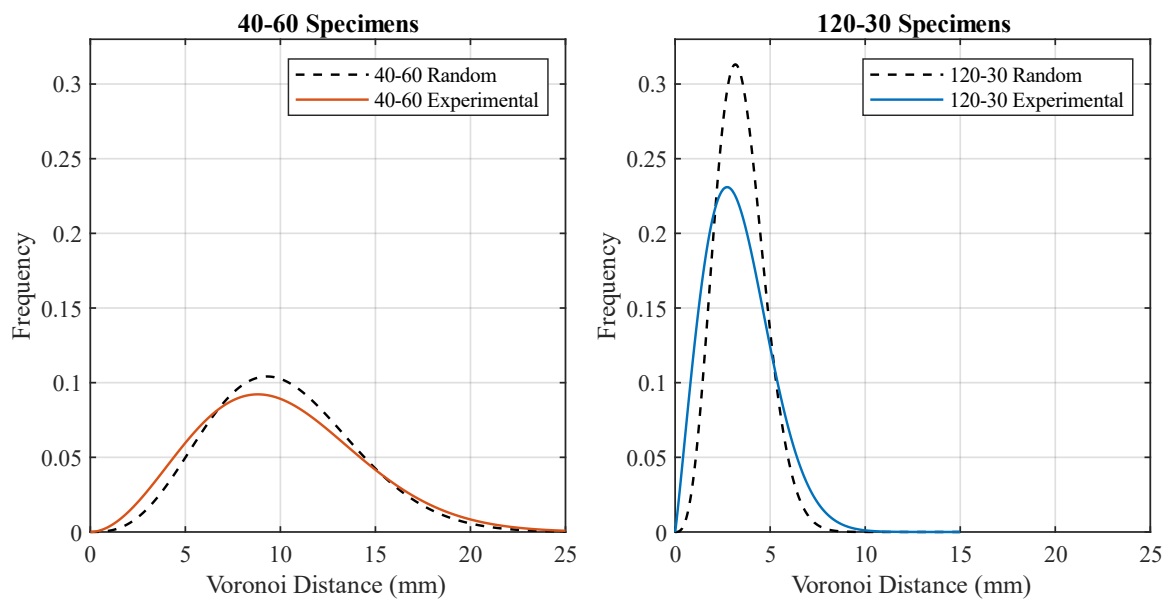 40-60 Specimens
40-60 Random
40-60 Experimental
0.3
0.25
0.2
0.15
0.1
0.05
0
Frequency
0 5 10 15 20 25
Voronoi Distance (mm)
120-30 Specimens
120-30 Random
120-30 Experimental
0.3
0.25
0.2
0.15
0.1
0.05
0
Frequency
0 5 10 15 20 25
Voronoi Distance (mm)